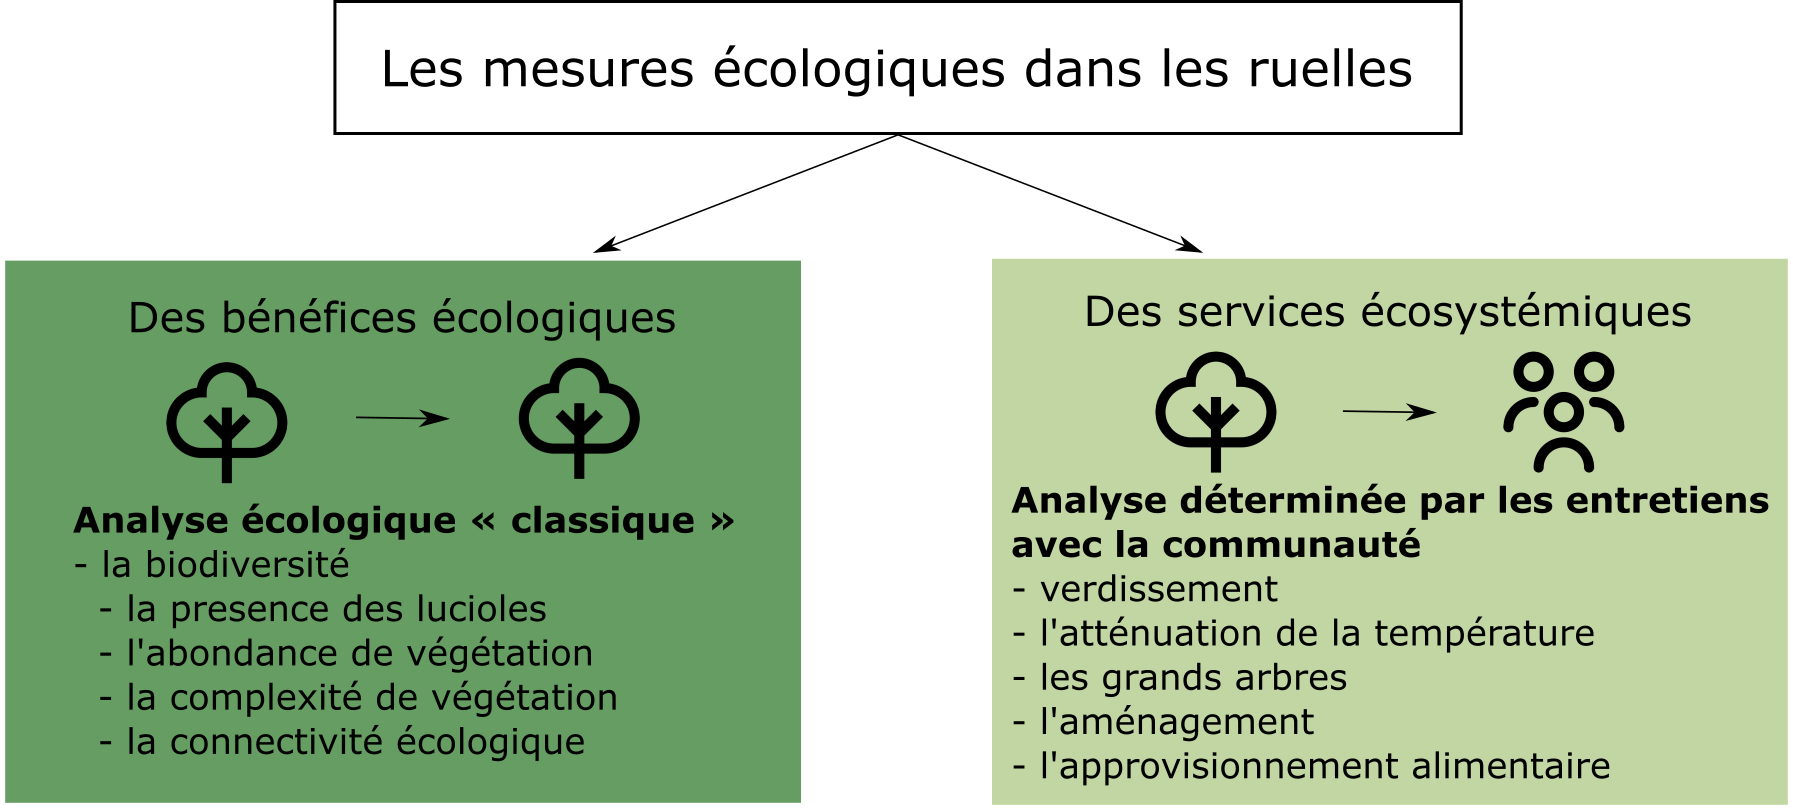 Les mesures écologiques dans les ruelles
Des bénéfices écologiques
Analyse écologique « classique »
- la biodiversité
- la presence des lucioles
- l'abondance de végétation
- la complexité de végétation
- la connectivité écologique
Des services écosystémiques
Analyse déterminée par les entretiens
avec la communauté
- verdissement
- l'atténuation de la température
- les grands arbres
- l'aménagement
- l'approvisionnement alimentaire